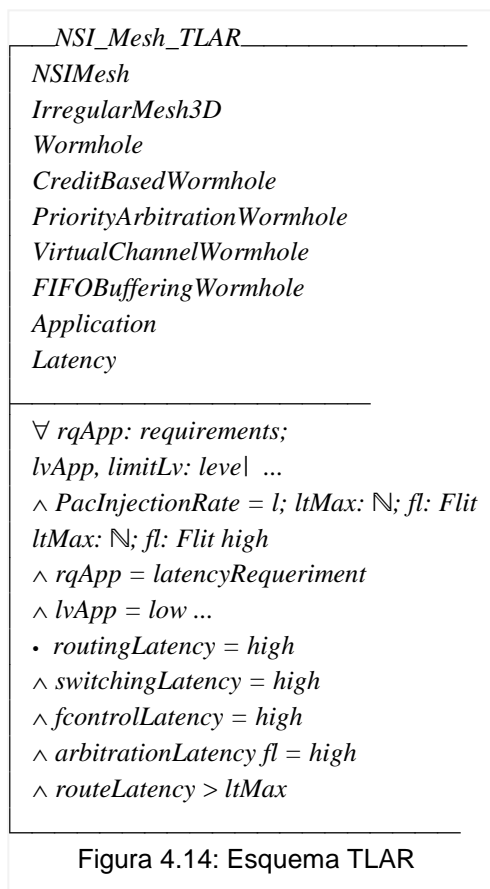 NSI_Mesh_TLAR
NSIMesh
IrregularMesh3D
Wormhole
CreditBasedWormhole
PriorityArbitrationWormhole
VirtualChannelWormhole
FIFOBufferingWormhole
Application
Latency
∀ rqApp: requirements;
lvApp, limitLv: leve| ...
∧ PacInjectionRate = l; ltMax: ℕ; fl: Flit
ltMax: ℕ; fl: Flit high
∧ rqApp = latencyRequeriment
∧ lvApp = low ...
• routingLatency = high
∧ switchingLatency = high
∧ fcontrolLatency = high
∧ arbitrationLatency fl = high
∧ routeLatency > ltMax
Figura 4.14: Esquema TLAR